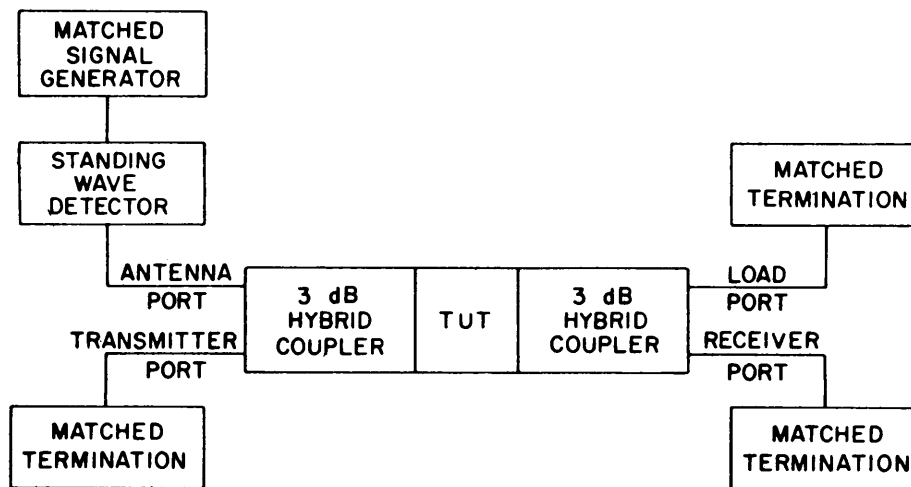 MATCHED
SIGNAL
GENERATOR
STANDING
WAVE
DETECTOR
MATCHED
TERMINATION
ANTENNA
PORT
TRANSMITTER
PORT
3 dB
HYBRID
COUPLER
TUT
3 dB
HYBRID
COUPLER
LOAD
PORT
RECEIVER
PORT
MATCHED
TERMINATION
MATCHED
TERMINATION